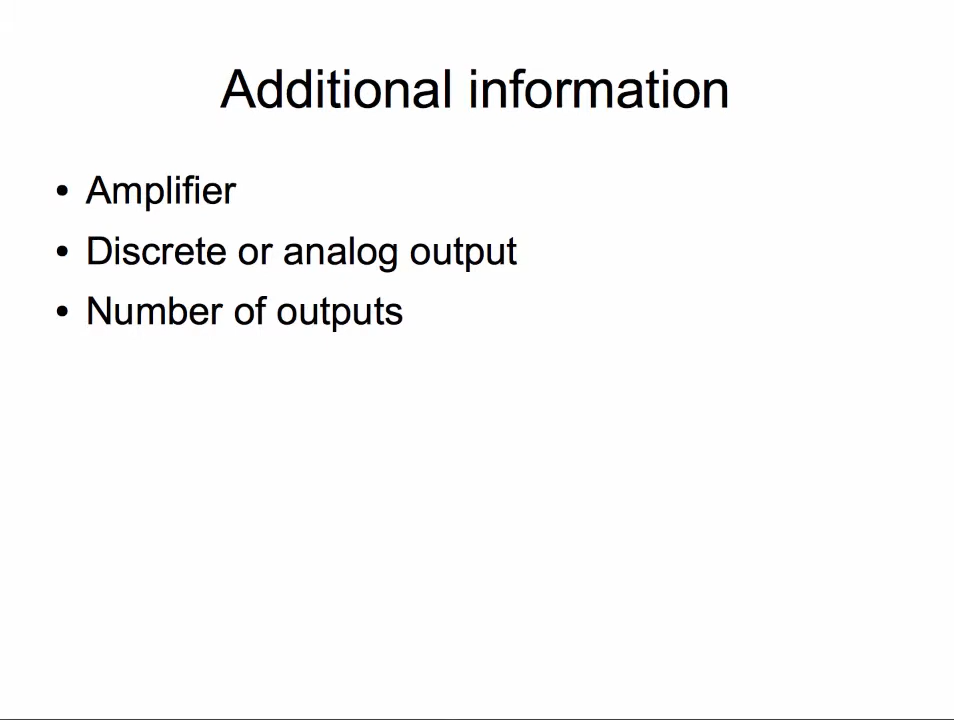 Additional information
• Amplifier
• Discrete or analog output
• Number of outputs